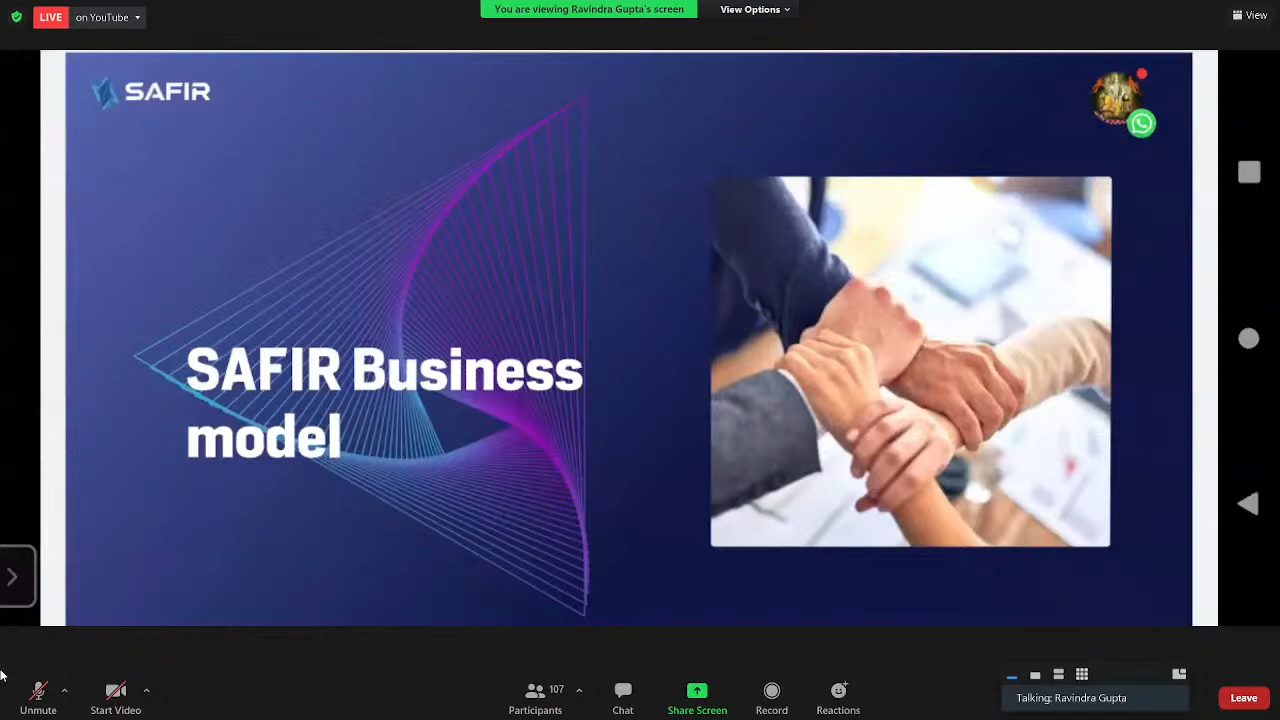 LIVE on YouTube
You are viewing Ravindra Gupta's screen View Options
View
SAFIR
SAFIR Business
model
Unmute
Start Video
107
Participants
Chat
Share Screen
Record
Reactions
Talking: Ravindra Gupta
Leave